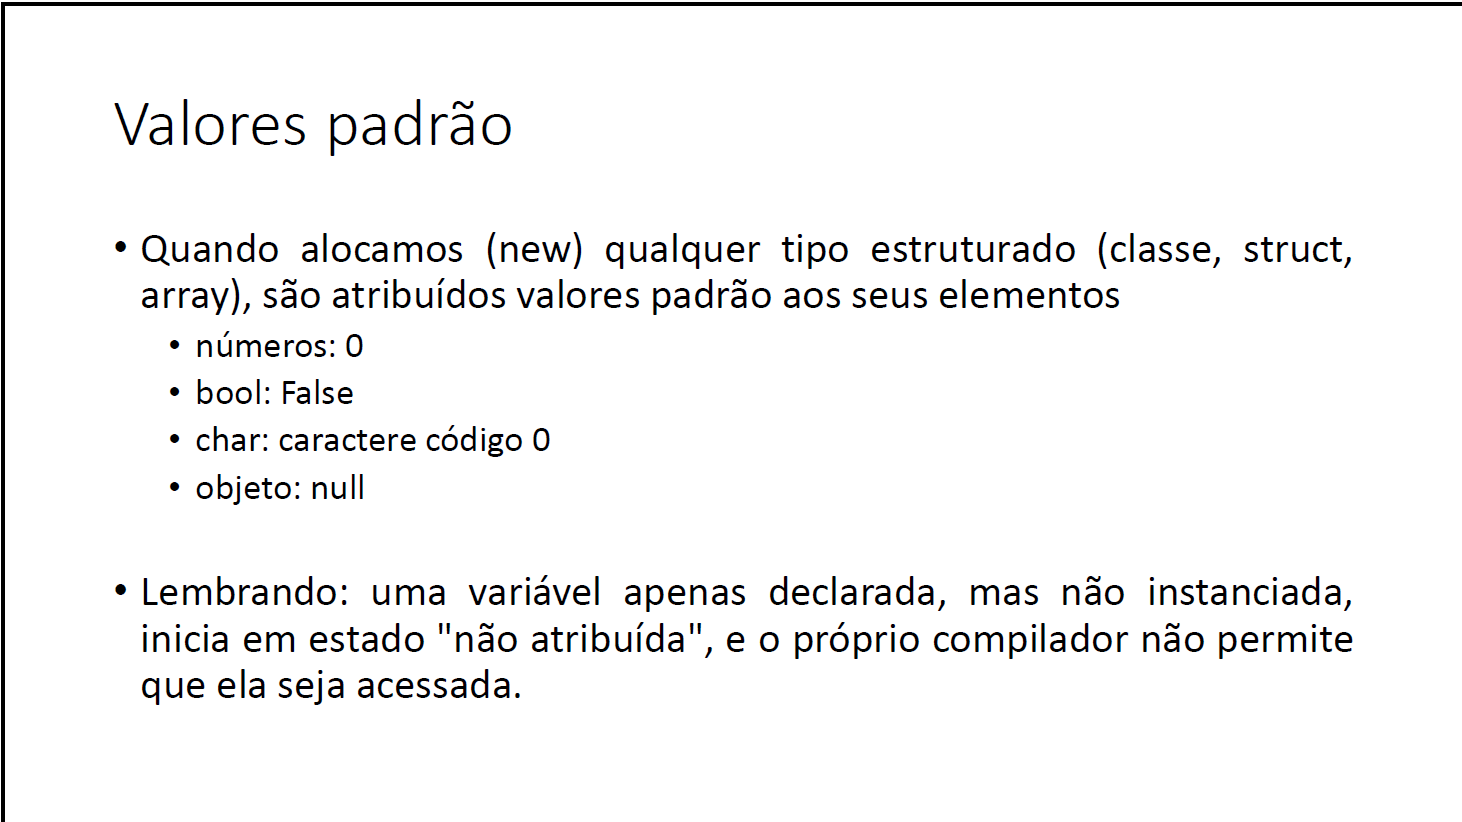 Valores padrão
• Quando alocamos (new) qualquer tipo estruturado (classe, struct,
array), são atribuídos valores padrão aos seus elementos
• números: 0
• bool: False
• char: caractere código 0
• objeto: null
• Lembrando: uma variável apenas declarada, mas não instanciada,
inicia em estado "não atribuída", e o próprio compilador não permite
que ela seja acessada.